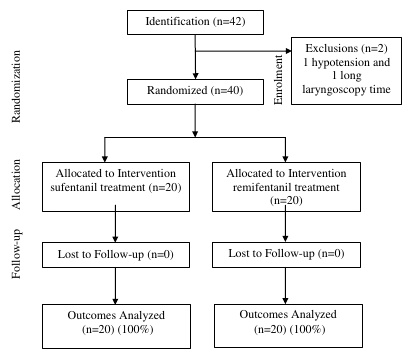 Identification (n=42)
Exclusions (n=2)
1 hypotension and
1 long
laryngoscopy time
Enrolment
Randomization
Randomized (n=40)
Allocation
Allocated to Intervention
sufentanil treatment (n=20)
Allocated to Intervention
remifentanil treatment
(n=20)
Follow-up
Lost to Follow-up (n=0)
Lost to Follow-up (n=0)
Outcomes Analyzed
(n=20) (100%)
Outcomes Analyzed
(n=20) (100%)